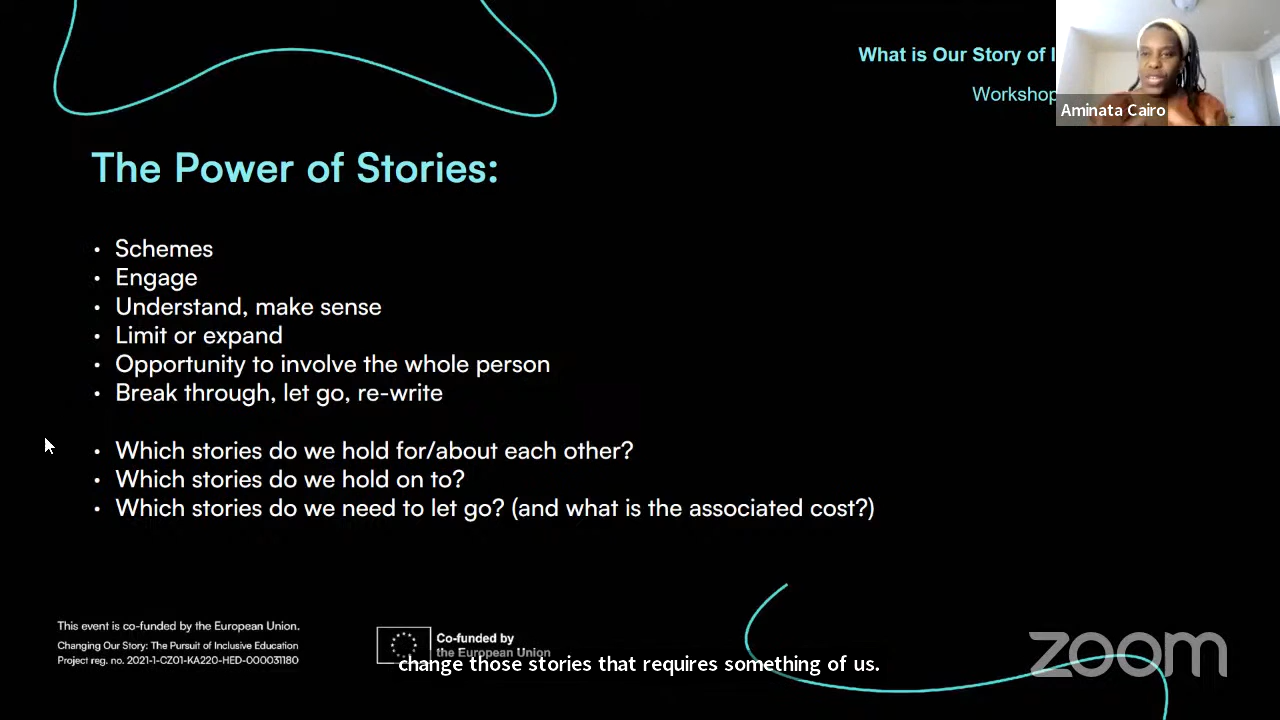 What is Our Story of
Workshop
Aminata Cairo
The Power of Stories:
• Schemes
• Engage
• Understand, make sense
• Limit or expand
• Opportunity to involve the whole person
• Break through, let go, re-write
• Which stories do we hold for/about each other?
• Which stories do we hold on to?
• Which stories do we need to let go? (and what is the associated cost?)
This event is co-funded by the European Union.
Changing Our Story: The Pursuit of Inclusive Education
Project reg. no. 2021-1-CZ01-KA220-HED-000031180
Co-funded by
the European Union
change those stories that requires something of us.
zoom